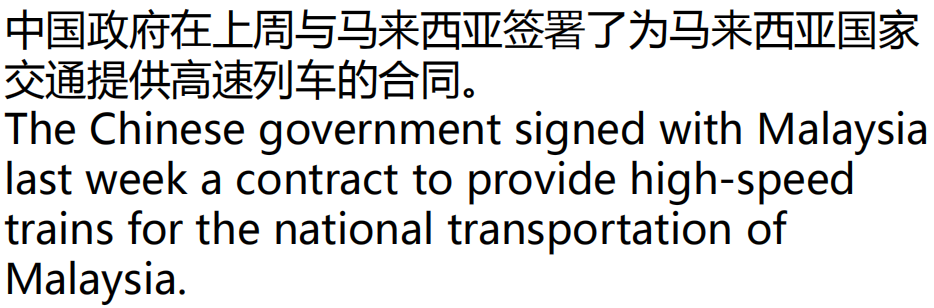 中国政府在上周与马来西亚签署了为马来西亚国家
交通提供高速列车的合同。
The Chinese government signed with Malaysia
last week a contract to provide high-speed
trains for the national transportation of
Malaysia.